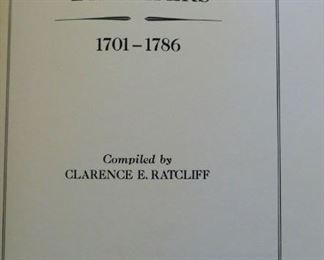 1701–1786
Compiled by
CLARENCE E. RATCLIFF